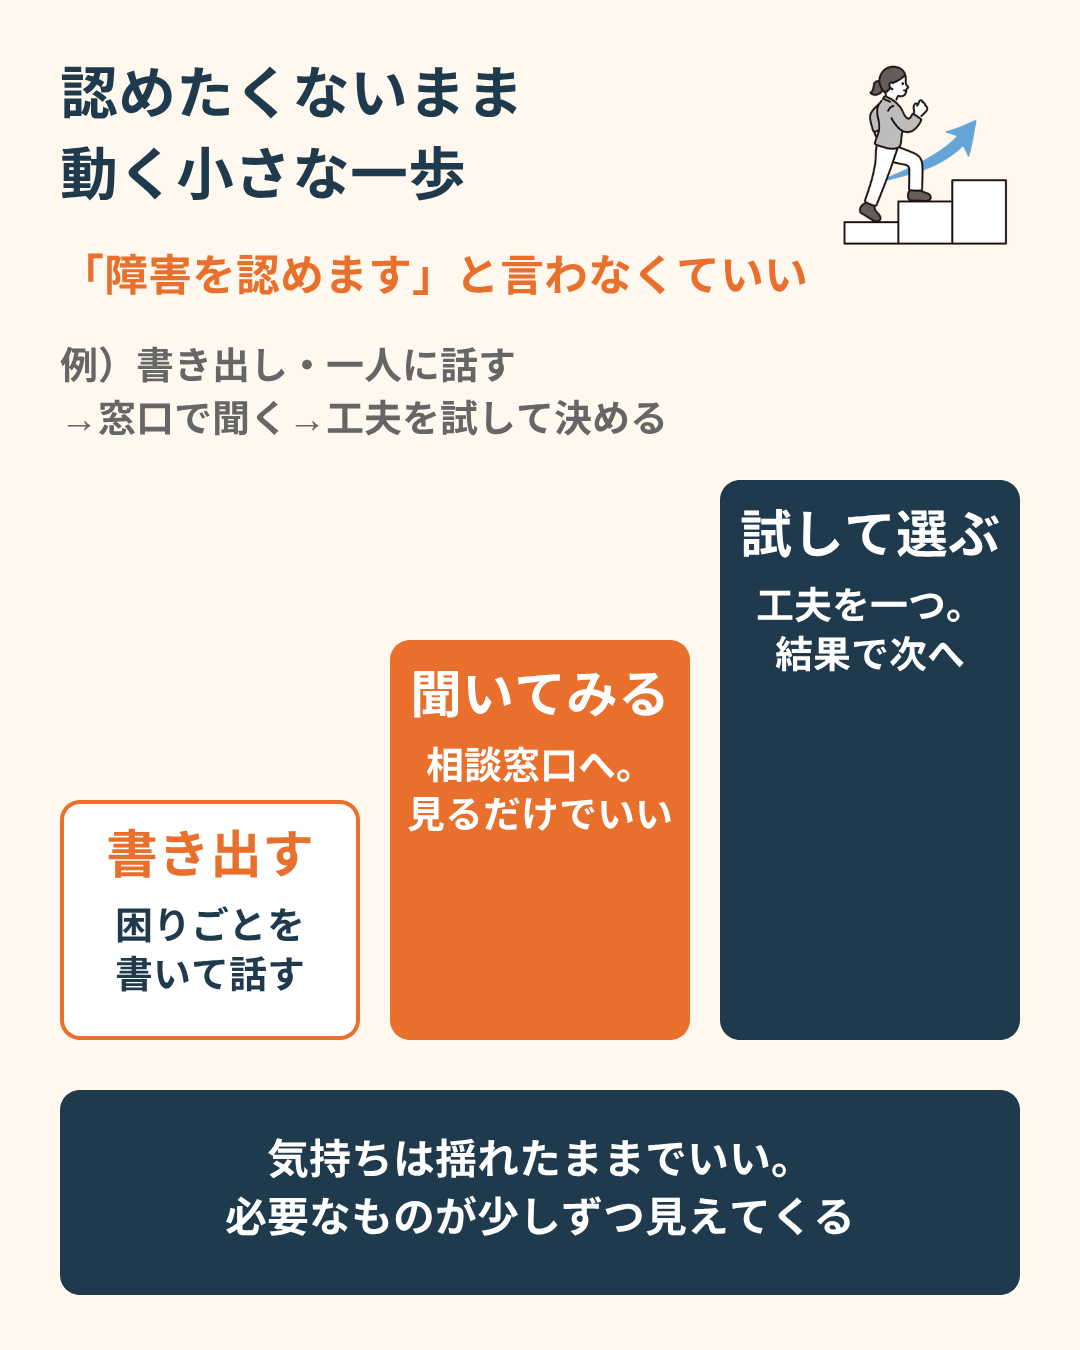 認めたくないまま
動く小さな一歩
「障害を認めます」と言わなくていい
例）書き出し・一人に話す
→窓口で聞く→工夫を試して決める
書き出す
困りごとを
書いて話す
聞いてみる
相談窓口へ。
見るだけでいい
試して選ぶ
工夫を一つ。
結果で次へ
気持ちは揺れたままでいい。
必要なものが少しずつ見えてくる